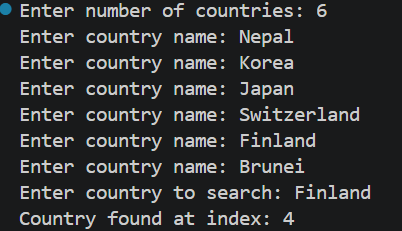 Enter number of countries: 6
Enter country name: Nepal
Enter country name: Korea
Enter country name: Japan
Enter country name: Switzerland
Enter country name: Finland
Enter country name: Brunei
Enter country to search: Finland
Country found at index: 4